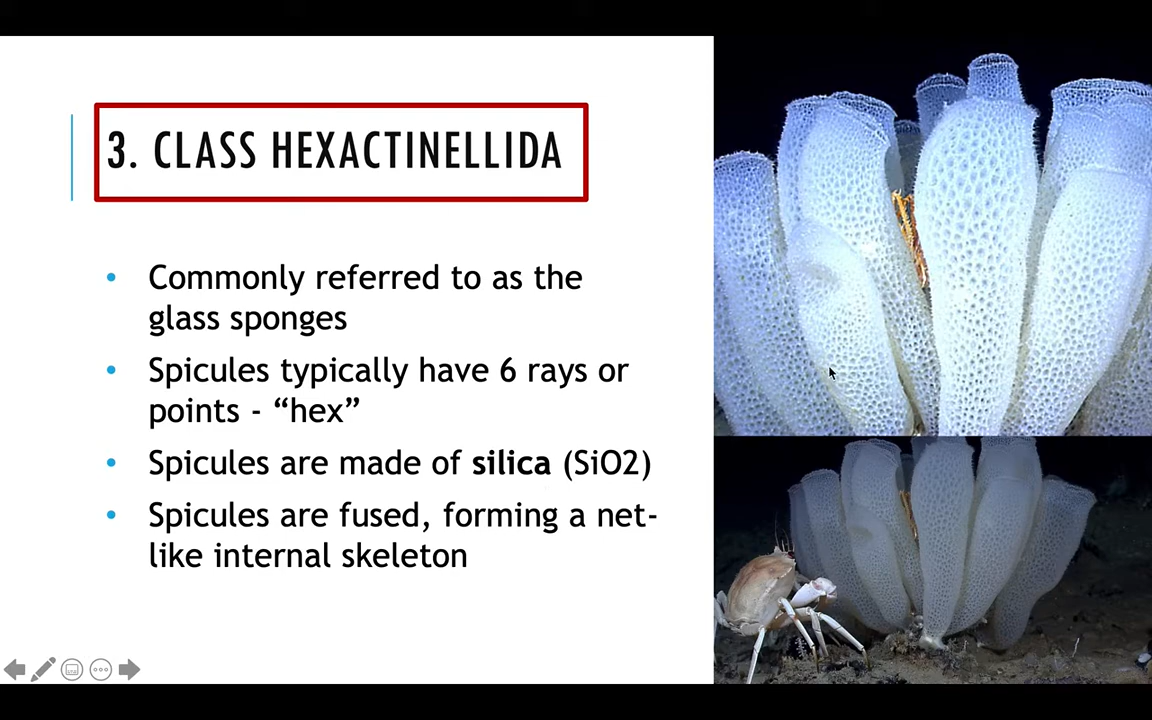 3. CLASS HEXACTINELLIDA
• Commonly referred to as the
glass sponges
• Spicules typically have 6 rays or
points - “hex”
• Spicules are made of silica (SiO2)
• Spicules are fused, forming a net-
like internal skeleton